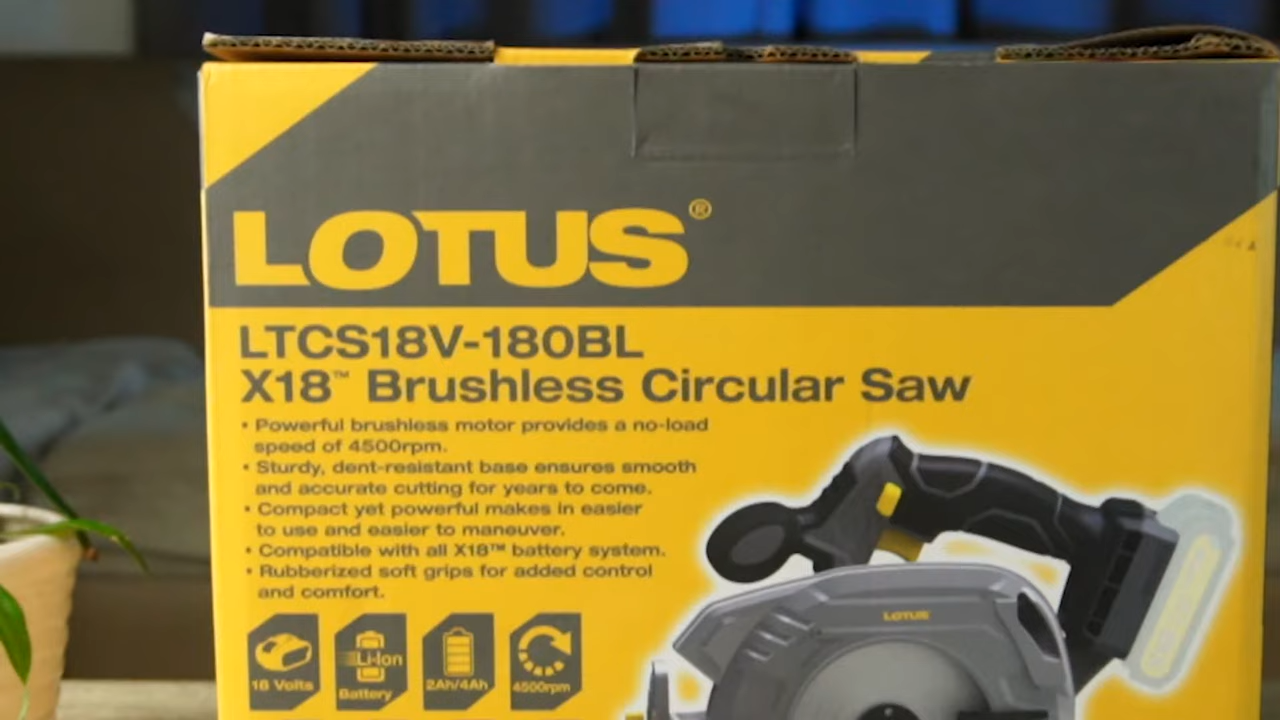 LOTUS®
LTCS18V-180BL
X18™ Brushless Circular Saw
• Powerful brushless motor provides a no-load
speed of 4500rpm.
• Sturdy, dent-resistant base ensures smooth
and accurate cutting for years to come.
• Compact yet powerful makes in easier
to use and easier to maneuver.
• Compatible with all X18™ battery system.
• Rubberized soft grips for added control
and comfort.
LOTUS
Li-Ion
18 Volts
Battery
2Ah/4Ah
4500rpm